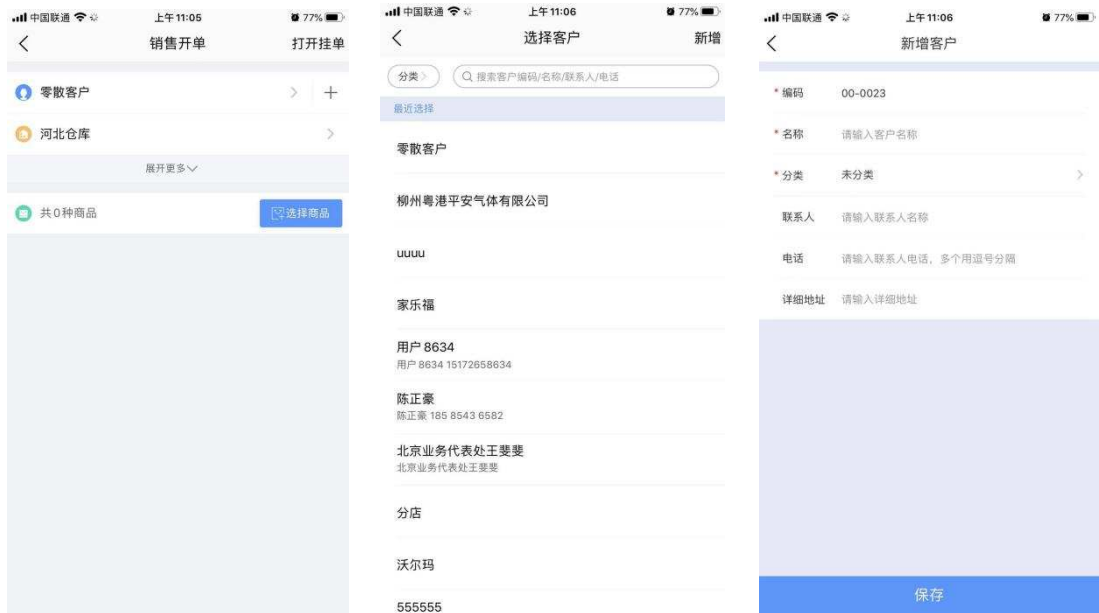 中国联通 上午11:05 77%
销售开单 打开挂单
零散客户
河北仓库
展开更多
共0种商品 选择商品
中国联通 上午11:06 77%
选择客户 新增
分类 搜索客户编码/名称/联系人/电话
最近选择
零散客户
柳州粤港平安气体有限公司
uuuu
家乐福
用户 8634
用户 8634 15172658634
陈正豪
陈正豪 185 8543 6582
北京业务代表处王斐斐
北京业务代表处王斐斐
分店
沃尔玛
555555
中国联通 上午11:06 77%
新增客户
* 编码 00-0023
* 名称 请输入客户名称
* 分类 未分类
联系人 请输入联系人名称
电话 请输入联系人电话，多个用逗号分隔
详细地址 请输入详细地址
保存